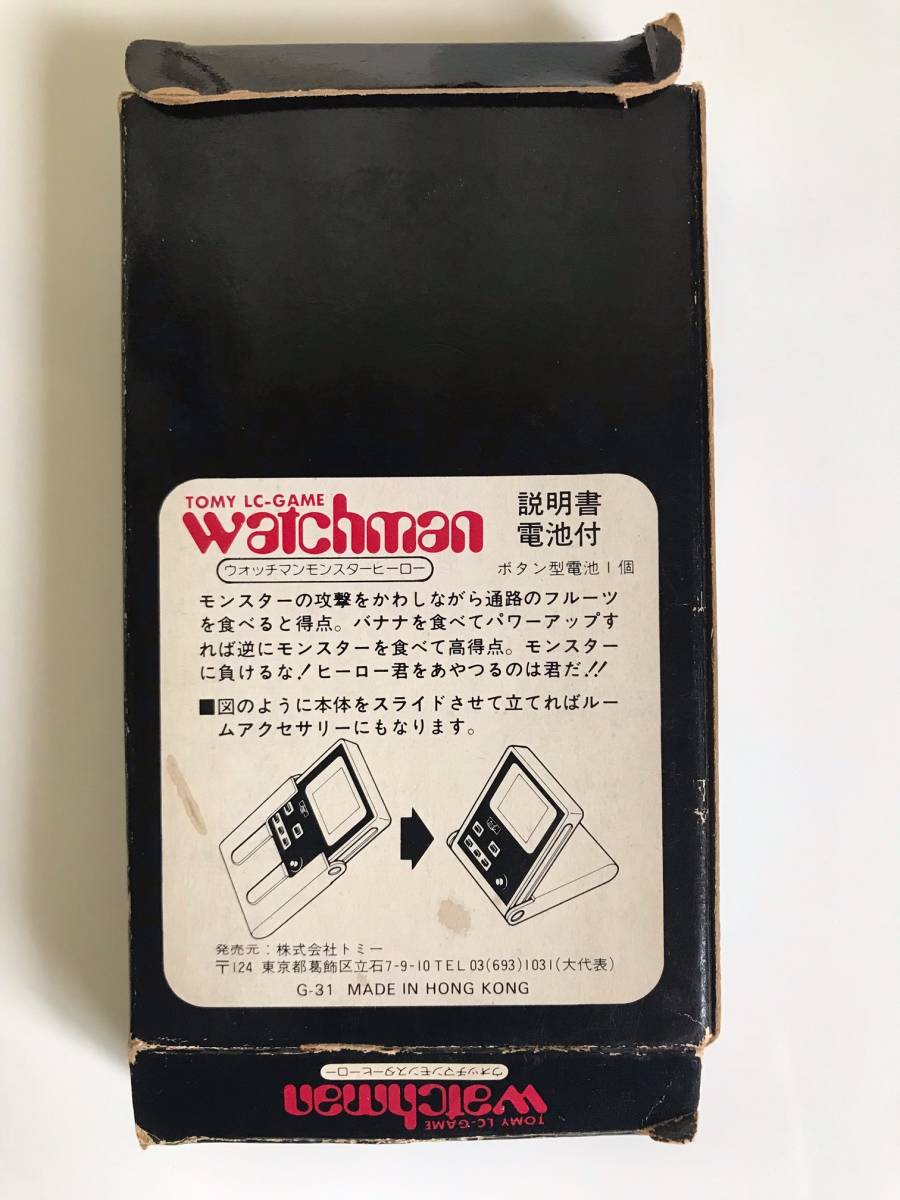 TOMY LC-GAME
watchman
ウォッチマンモンスターヒーロー
説明書
電池付
ボタン型電池1個
モンスターの攻撃をかわしながら通路のフルーツ
を食べると得点。バナナを食べてパワーアップす
れば逆にモンスターを食べて高得点。モンスター
に負けるな!ヒーロー君をあやつるのは君だ!!
■図のように本体をスライドさせて立てればルー
ムアクセサリーにもなります。
発売元:株式会社トミー
〒124 東京都葛飾区立石7-9-10 TEL 03(693)1031(大代表)
G-31 MADE IN HONG KONG
ウォッチマンモンスターヒーロー
watchman
TOMY LC-GAME